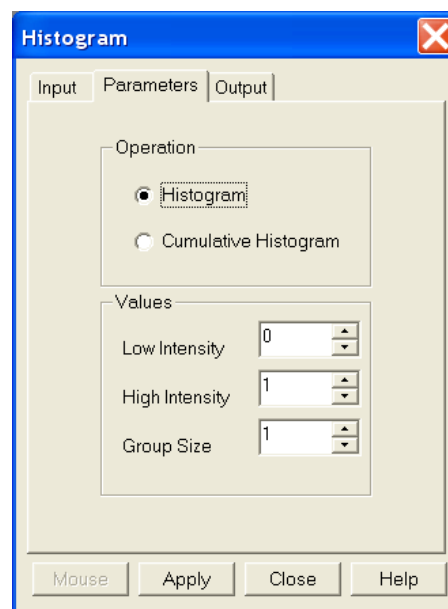 Histogram
Input Parameters Output
Operation
Histogram
Cumulative Histogram
Values
Low Intensity 0
High Intensity 1
Group Size 1
Mouse Apply Close Help